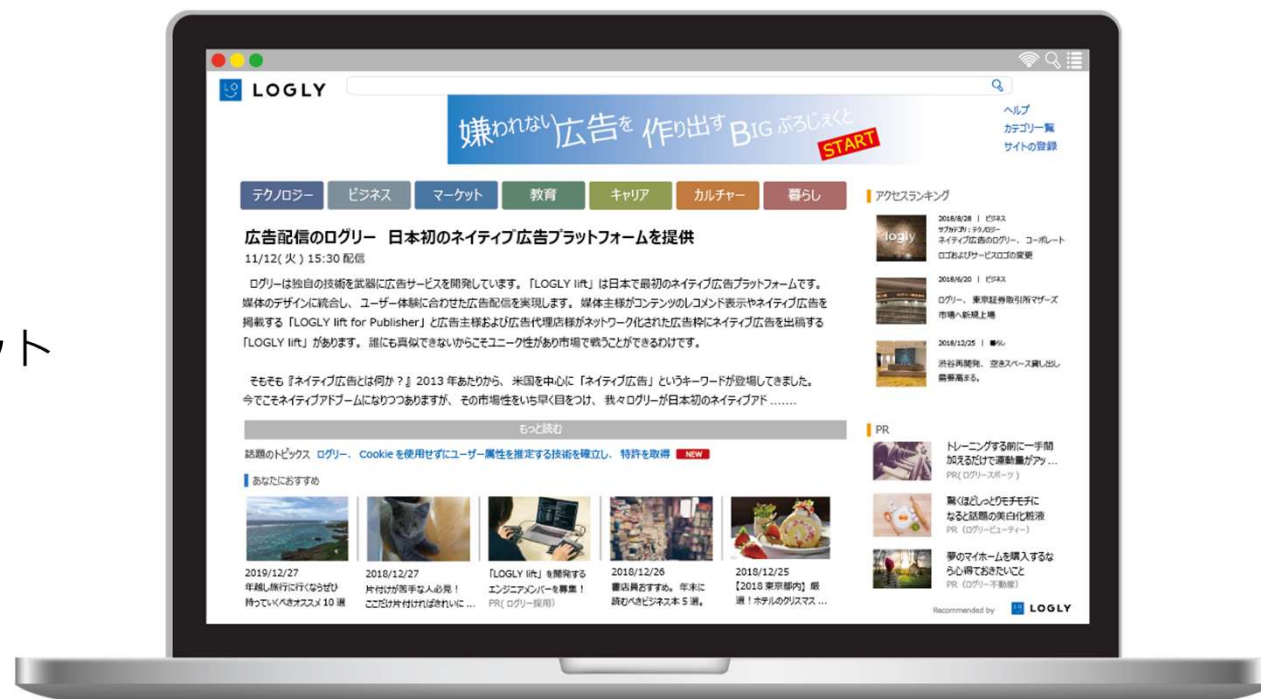 ット
LOGLY
嫌われない広告を作り出すBIGぷろじぇくと
START
ヘルプ
カテゴリー覧
サイトの登録
テクノロジー
ビジネス
マーケット
教育
キャリア
カルチャー
暮らし
広告配信のログリー 日本初のネイティブ広告プラットフォームを提供
11/12(火)15:30 配信
ログリーは独自の技術を武器に広告サービスを開発しています。「LOGLY lift」は日本で最初のネイティブ広告プラットフォームです。
媒体のデザインに統合し、ユーザー体験に合わせた広告配信を実現します。媒体主様がコンテンツのレコメンド表示やネイティブ広告を
掲載する「LOGLY lift for Publisher」と広告主様および広告代理店様がネットワーク化された広告枠にネイティブ広告を出稿する
「LOGLY lift」があります。誰にも真似できないからこそユニーク性があり市場で戦うことができるわけです。
そもそも『ネイティブ広告とは何か？』2013年あたりから、米国を中心に「ネイティブ広告」というキーワードが登場してきました。
今でこそネイティブアドブームになりつつありますが、その市場性をいち早く目をつけ、我々ログリーが日本初のネイティブアド.......
もっと読む
話題のトピックス ログリー、Cookieを使用せずにユーザー属性を推定する技術を確立し、特許を取得 NEW
あなたにおすすめ
2019/12/27
年越し旅行に行くならぜひ
持っていくべきオススメ10選
2018/12/27
片付けが苦手な人必見！
ここだけ片付ければきれいに...
「LOGLY lift」を開発する
エンジニアメンバーを募集！
PR(ログリー採用)
2018/12/26
書店員おすすめ。年末に
読むべきビジネス本5選。
2018/12/25
【2018東京都内】厳
選！ホテルのクリスマス...
アクセスランキング
logly
2018/8/28 | ビジネス
サブカテゴリ：テクノロジー
ネイティブ広告のログリー、コーポレート
ロゴおよびサービスロゴの変更
2018/6/20 | ビジネス
ログリー、東京証券取引所マザーズ
市場へ新規上場
2018/12/25 | 暮らし
渋谷再開発、空きスペース貸し出し
需要高まる。
PR
トレーニングする前に一手間
加えるだけで運動量がアッ...
PR(ログリースポーツ)
驚くほどしっとりモチモチに
なると話題の美白化粧液
PR（ログリービューティー）
夢のマイホームを購入するな
ら心得ておきたいこと
PR（ログリー不動産）
Recommended by LOGLY